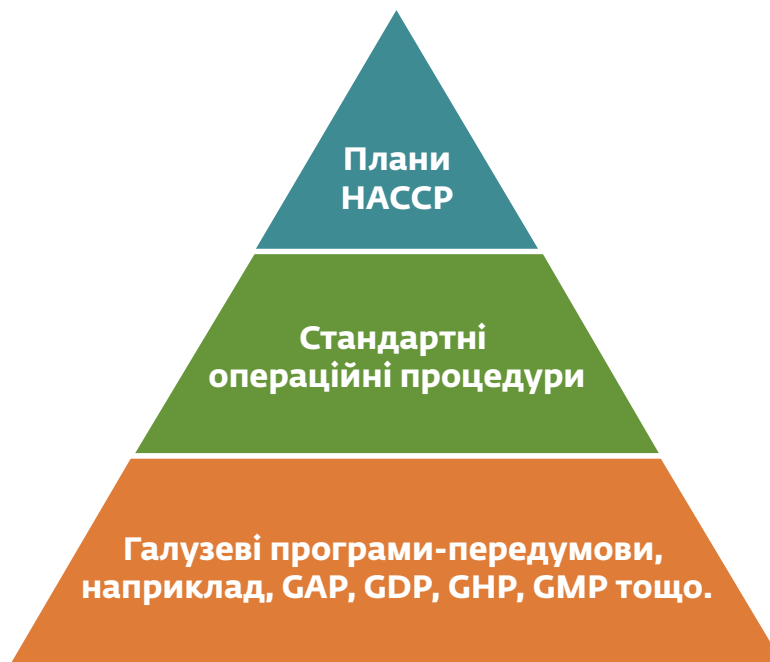 Плани
НАССР
Стандартні
операційні процедури
Галузеві програми-передумови,
наприклад, GAP, GDP, GHP, GMP тощо.